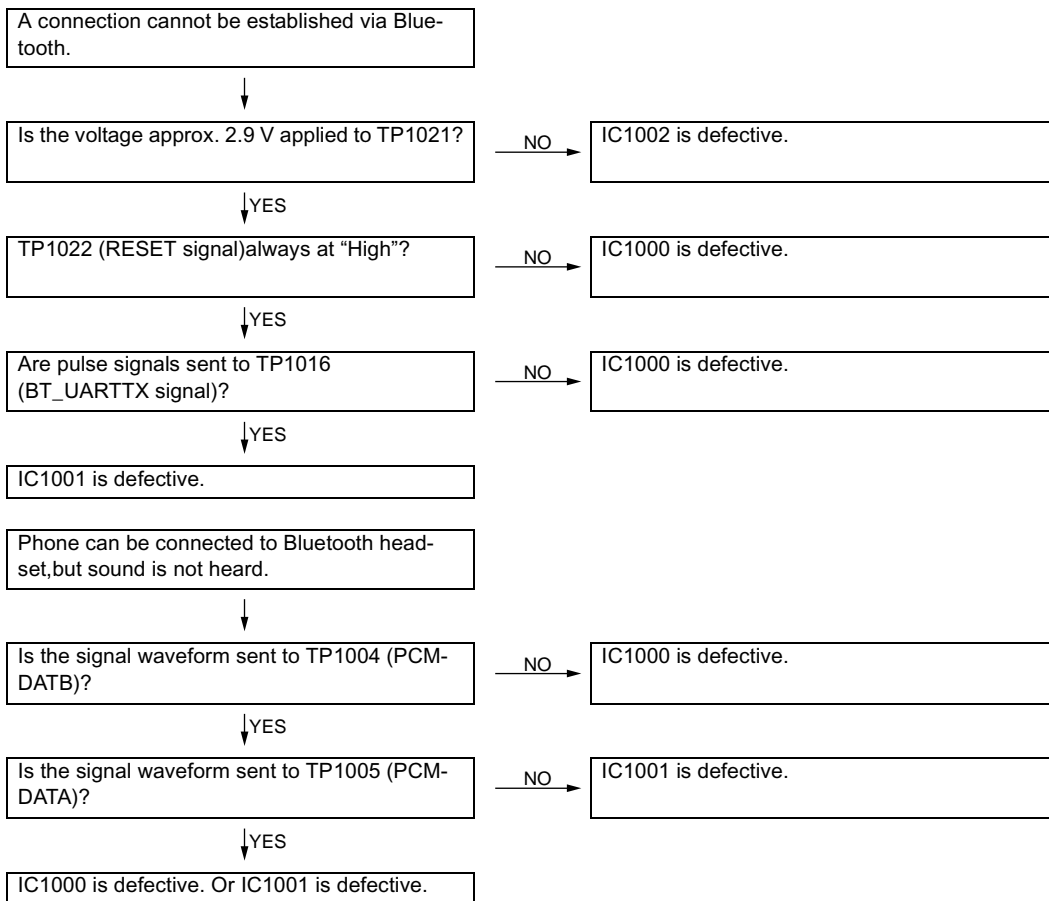 A connection cannot be established via Blue-
tooth.
Is the voltage approx. 2.9 V applied to TP1021?
NO
IC1002 is defective.
YES
TP1022 (RESET signal)always at “High”?
NO
IC1000 is defective.
YES
Are pulse signals sent to TP1016
(BT_UARTTX signal)?
NO
IC1000 is defective.
YES
IC1001 is defective.
Phone can be connected to Bluetooth head-
set,but sound is not heard.
Is the signal waveform sent to TP1004 (PCM-
DATB)?
NO
IC1000 is defective.
YES
Is the signal waveform sent to TP1005 (PCM-
DATA)?
NO
IC1001 is defective.
YES
IC1000 is defective. Or IC1001 is defective.